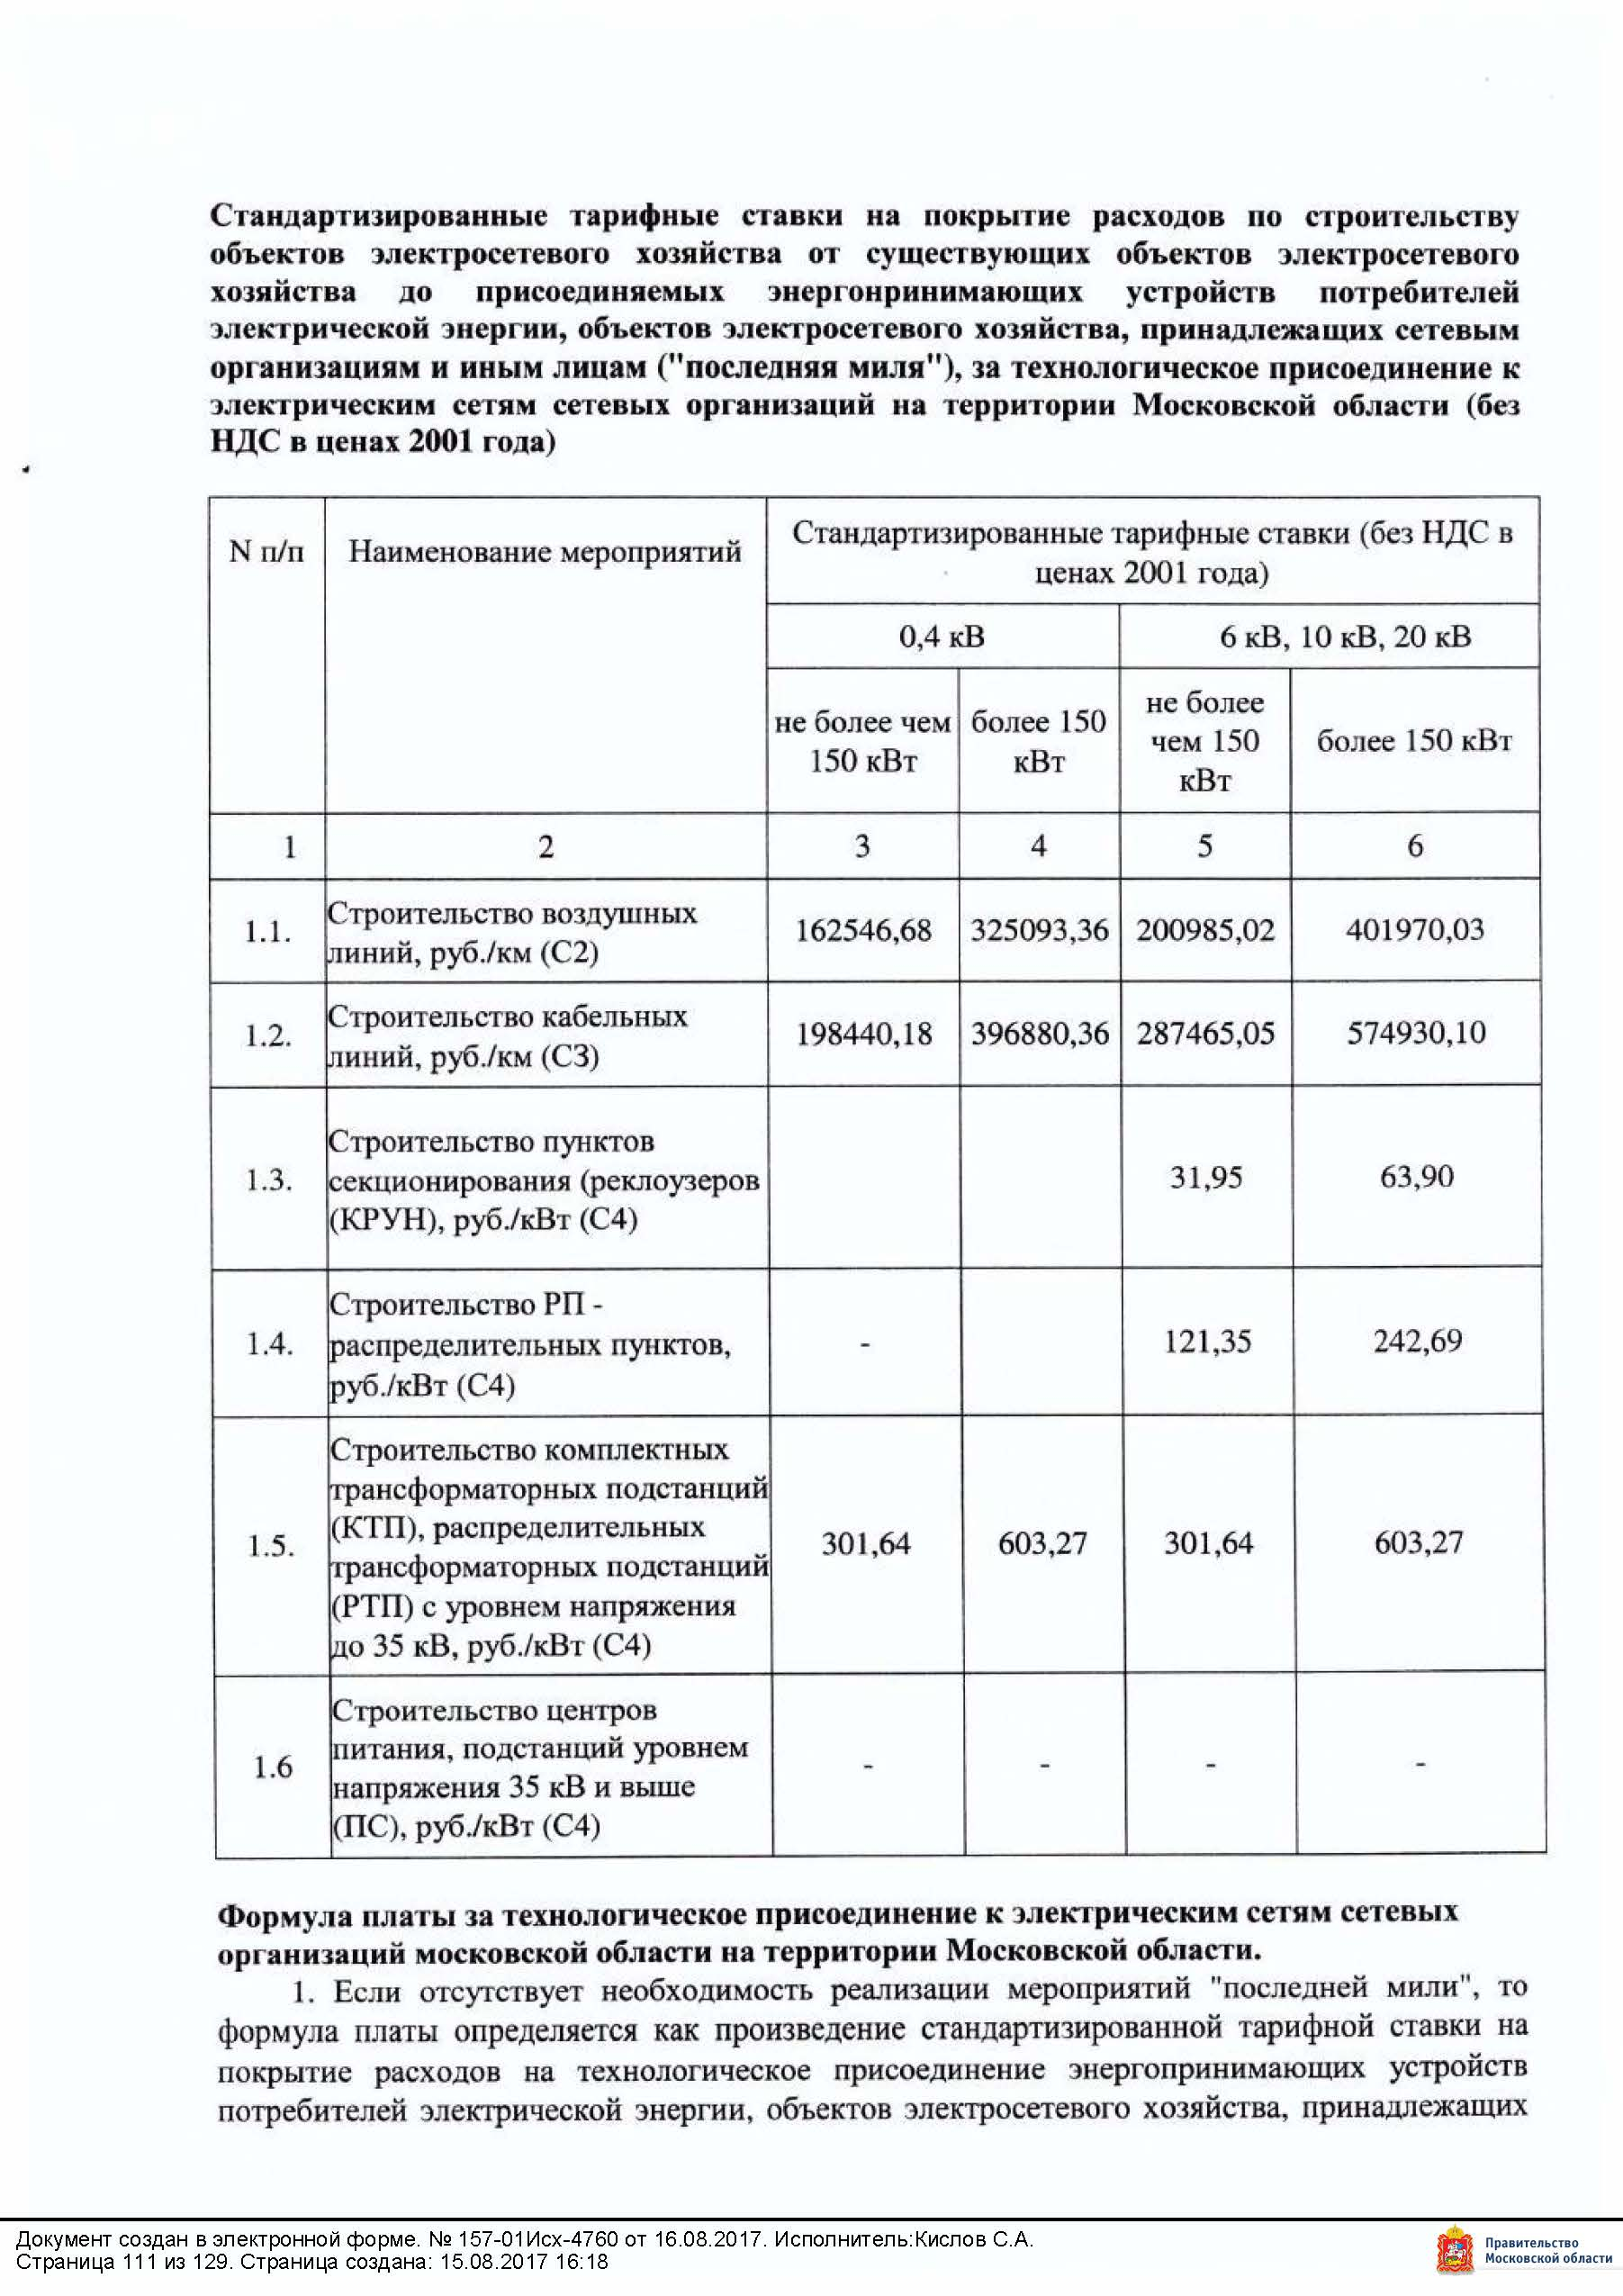 Стандартизированные тарифные ставки на покрытие расходов по строительству
объектов электросетевого хозяйства от существующих объектов электросетевого
хозяйства до присоединяемых энергонринимающих устройств потребителей
электрической энергии, объектов электросетевого хозяйства, принадлежащих сетевым
организациям и иным лицам ("последняя миля"), за технологическое присоединение к
электрическим сетям сетевых организаций на территории Московской области (без
НДС в ценах 2001 года)
N п/п
Наименование мероприятий
Стандартизированные тарифные ставки (без НДС в
ценах 2001 года)
0,4 кВ
6 кВ, 10 кВ, 20 кВ
не более чем
150 кВт
более 150
кВт
не более
чем 150
кВт
более 150 кВт
1 2 3 4 5 6
1.1.
Строительство воздушных
линий, руб./км (С2)
162546,68 325093,36 200985,02 401970,03
1.2.
Строительство кабельных
линий, руб./км (С3)
198440,18 396880,36 287465,05 574930,10
1.3.
Строительство пунктов
секционирования (реклоузеров
(КРУН), руб./кВт (С4)
31,95 63,90
1.4.
Строительство РП -
распределительных пунктов,
руб./кВт (С4)
- 121,35 242,69
1.5.
Строительство комплектных
трансформаторных подстанций
(КТП), распределительных
трансформаторных подстанций
(РТП) с уровнем напряжения
до 35 кВ, руб./кВт (С4)
301,64 603,27 301,64 603,27
1.6
Строительство центров
питания, подстанций уровнем
напряжения 35 кВ и выше
(ПС), руб./кВт (С4)
- - - -
Формула платы за технологическое присоединение к электрическим сетям сетевых
организаций московской области на территории Московской области.
1. Если отсутствует необходимость реализации мероприятий "последней мили", то
формула платы определяется как произведение стандартизированной тарифной ставки на
покрытие расходов на технологическое присоединение энергопринимающих устройств
потребителей электрической энергии, объектов электросетевого хозяйства, принадлежащих
Документ создан в электронной форме. № 157-01Исх-4760 от 16.08.2017. Исполнитель:Кислов С.А.
Страница 111 из 129. Страница создана: 15.08.2017 16:18
Правительство
Московской области